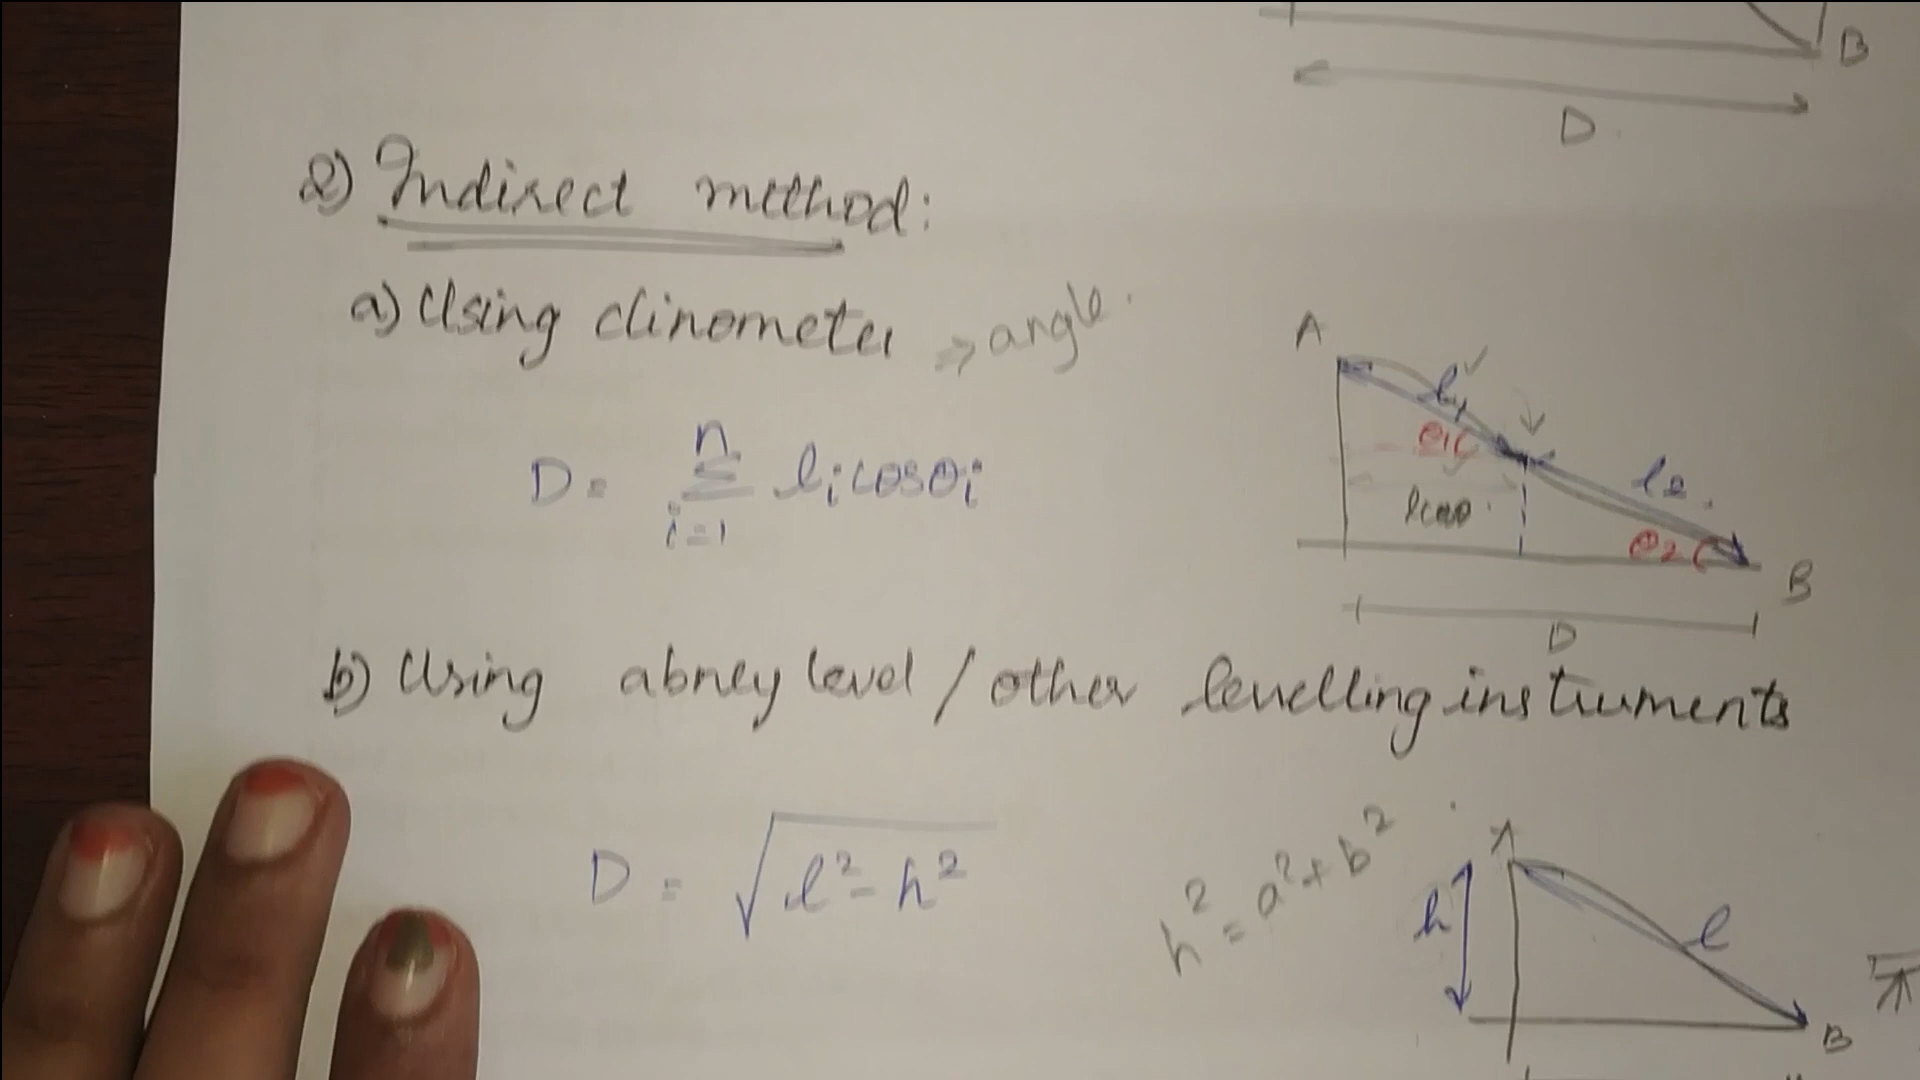 B
D.
2) Indirect method:
a) Using clinometer => angle.
D = n Σ i=1 li cosθi
A
l1
θ1
l2
lcosθ
θ2
B
D
b) Using abney level / other levelling instruments
D = √l²-h²
h² = a² + b²
A
h
l
B